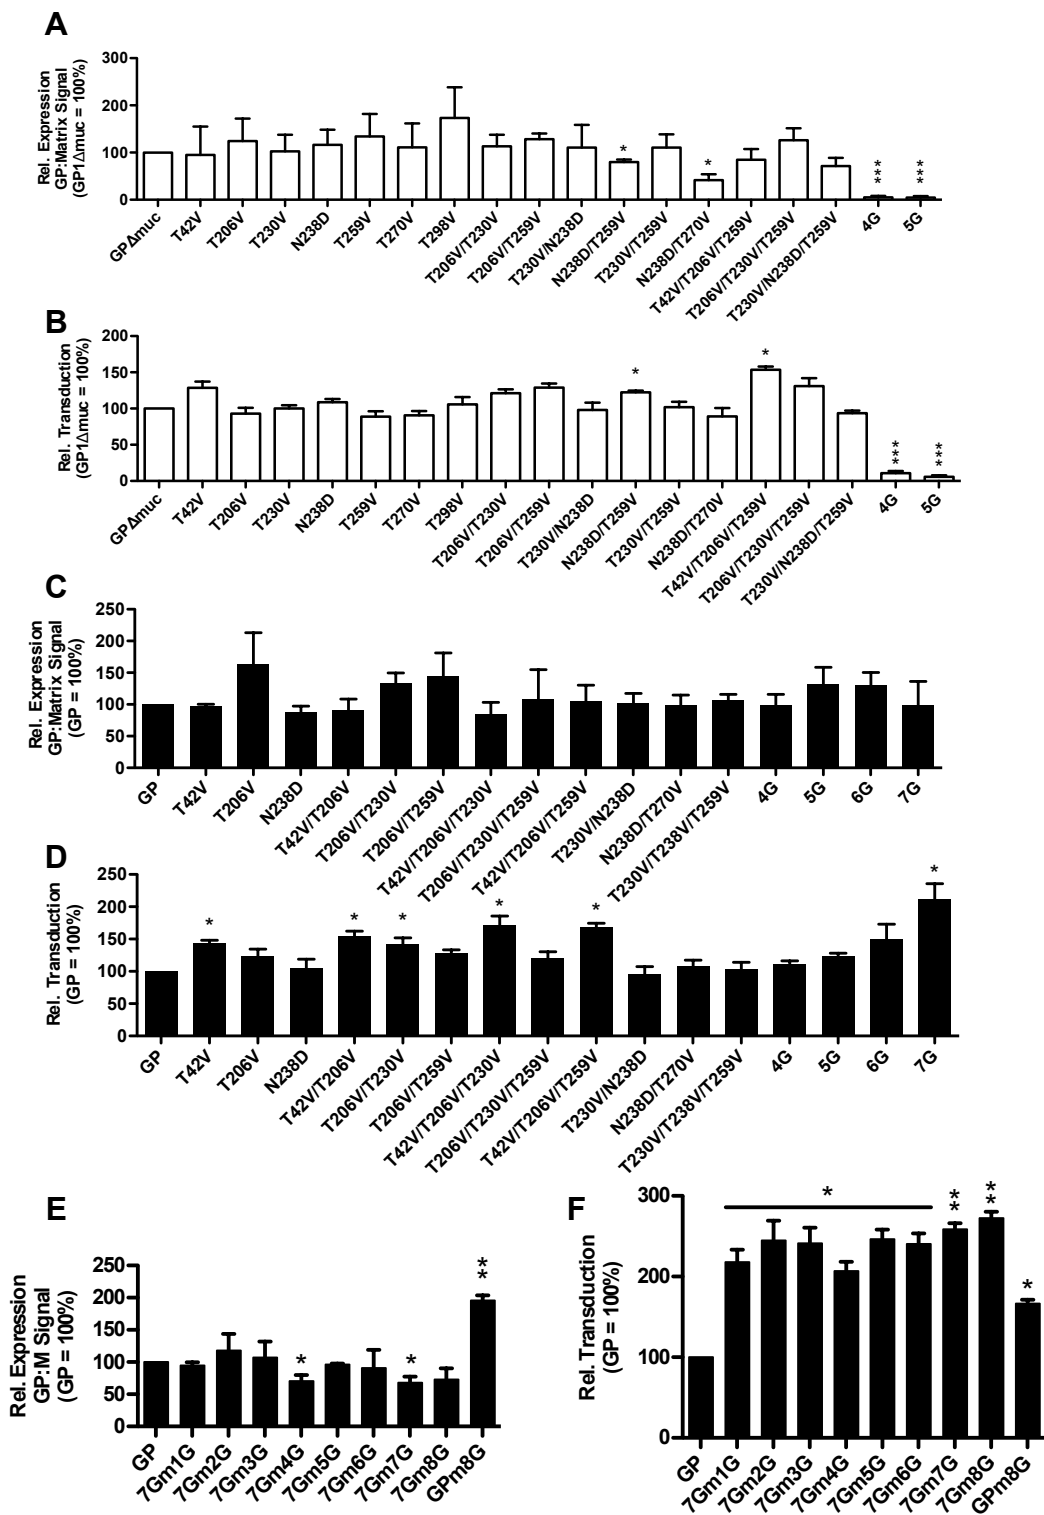 A
Rel. Expression
GP:Matrix Signal
(GP1Δmuc = 100%)
300
200
100
0
* * *** ***
GPΔmuc
T42V
T206V
T230V
N238D
T259V
T270V
T298V
T206V/T230V
T206V/T259V
T230V/N238D
N238D/T259V
T230V/T259V
N238D/T270V
T42V/T206V/T259V
T206V/T230V/T259V
T230V/N238D/T259V
4G
5G
B
Rel. Transduction
(GP1Δmuc = 100%)
200
150
100
50
0
* * *** ***
GPΔmuc
T42V
T206V
T230V
N238D
T259V
T270V
T298V
T206V/T230V
T206V/T259V
T230V/N238D
N238D/T259V
T230V/T259V
N238D/T270V
T42V/T206V/T259V
T206V/T230V/T259V
T230V/N238D/T259V
4G
5G
C
Rel. Expression
GP:Matrix Signal
(GP = 100%)
250
200
150
100
50
0
GP
T42V
T206V
N238D
T42V/T206V
T206V/T230V
T206V/T259V
T42V/T206V/T230V
T206V/T230V/T259V
T42V/T206V/T259V
T230V/N238D
N238D/T270V
T230V/T238V/T259V
4G
5G
6G
7G
D
Rel. Transduction
(GP = 100%)
250
200
150
100
50
0
* * * * * *
GP
T42V
T206V
N238D
T42V/T206V
T206V/T230V
T206V/T259V
T42V/T206V/T230V
T206V/T230V/T259V
T42V/T206V/T259V
T230V/N238D
N238D/T270V
T230V/T238V/T259V
4G
5G
6G
7G
E
Rel. Expression
GP:M Signal
(GP = 100%)
250
200
150
100
50
0
* * **
GP
7Gm1G
7Gm2G
7Gm3G
7Gm4G
7Gm5G
7Gm6G
7Gm7G
7Gm8G
GPm8G
F
Rel. Transduction
(GP = 100%)
300
200
100
0
* ** ** *
GP
7Gm1G
7Gm2G
7Gm3G
7Gm4G
7Gm5G
7Gm6G
7Gm7G
7Gm8G
GPm8G